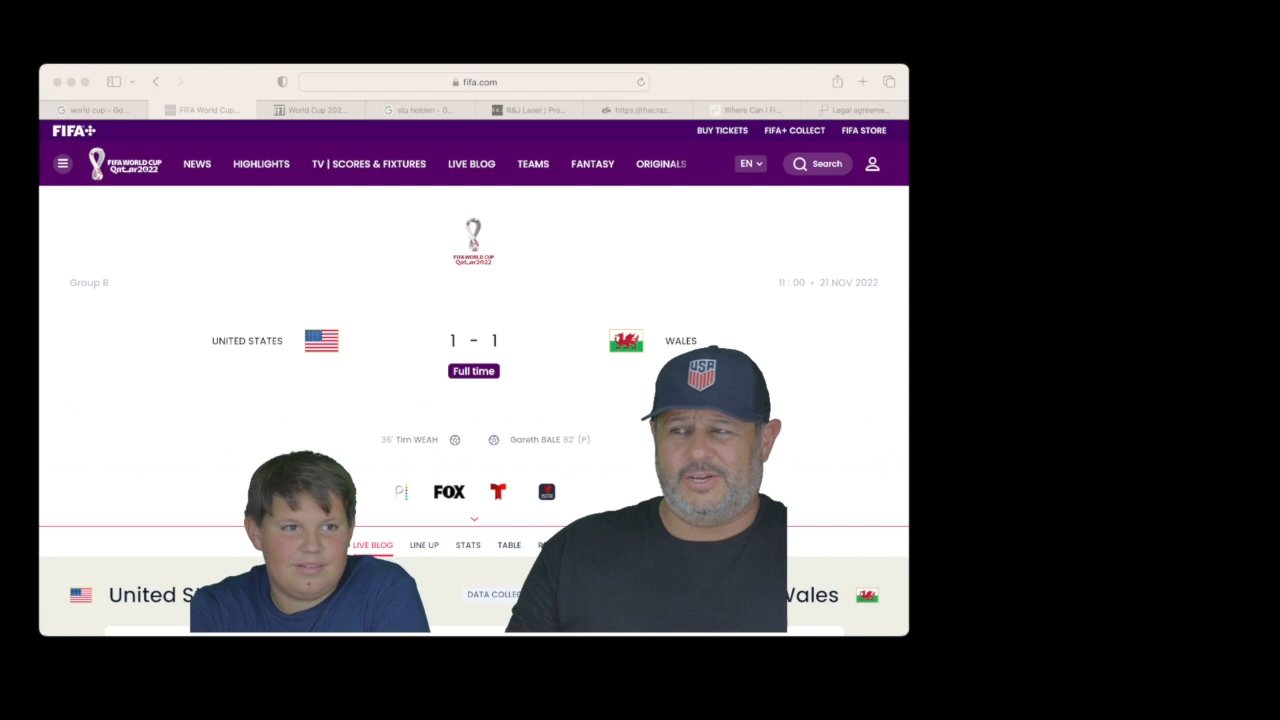 fifa.com
world cup - Go...
FIFA World Cup...
World Cup 202...
stu holden - G...
R&J Laser | Pro...
https://thecraz...
Where Can I Fi...
Legal agreeme...
FIFA+
BUY TICKETS
FIFA+ COLLECT
FIFA STORE
FIFA WORLD CUP
Qatar2022
NEWS
HIGHLIGHTS
TV | SCORES & FIXTURES
LIVE BLOG
TEAMS
FANTASY
ORIGINALS
EN
Search
FIFA WORLD CUP
Qatar2022
Group B
11 : 00 • 21 NOV 2022
UNITED STATES
1 - 1
WALES
Full time
USA
36' Tim WEAH
Gareth BALE 82' (P)
FOX
LIVE BLOG
LINE UP
STATS
TABLE
United S
DATA COLLEC
Wales